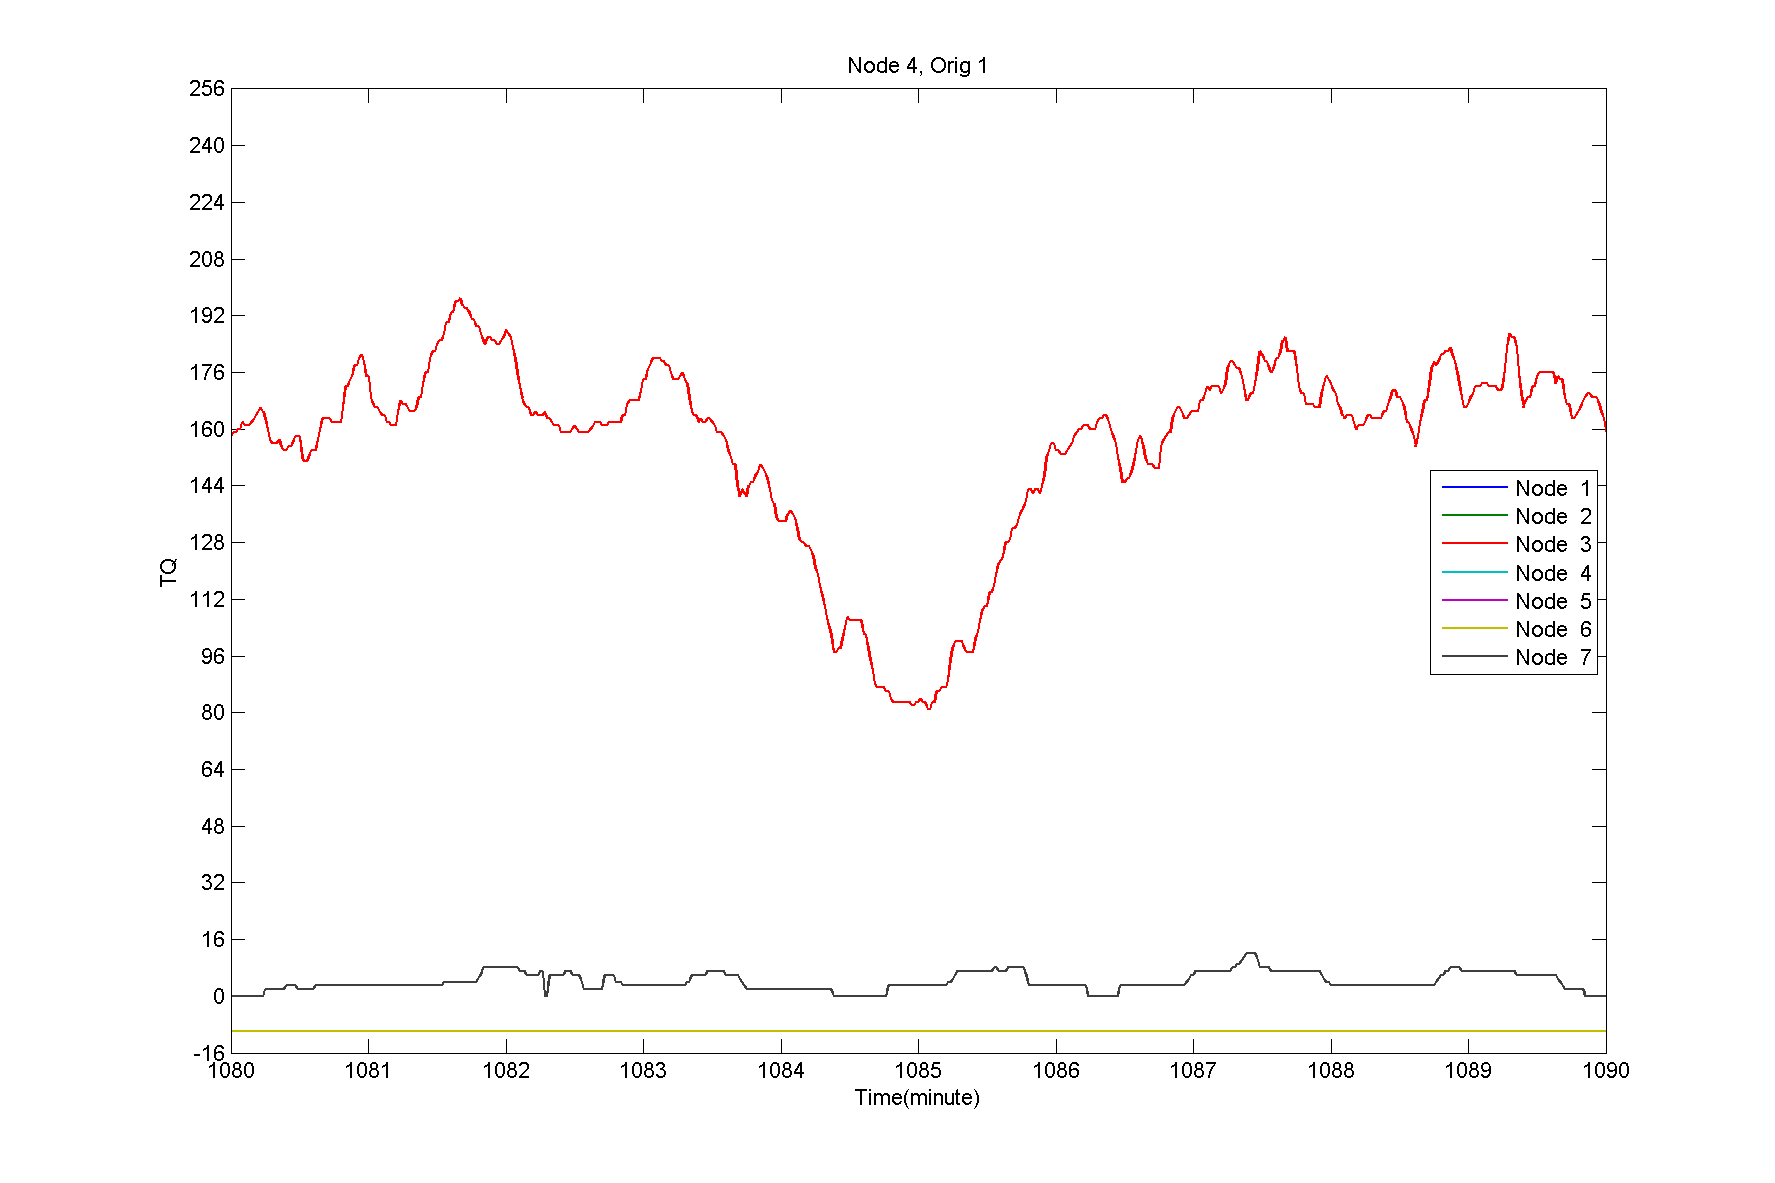 Node 4, Orig 1
256
240
224
208
192
176
160
144
128
112
96
80
64
48
32
16
0
-16
TQ
Node 1
Node 2
Node 3
Node 4
Node 5
Node 6
Node 7
1080 1081 1082 1083 1084 1085 1086 1087 1088 1089 1090
Time(minute)